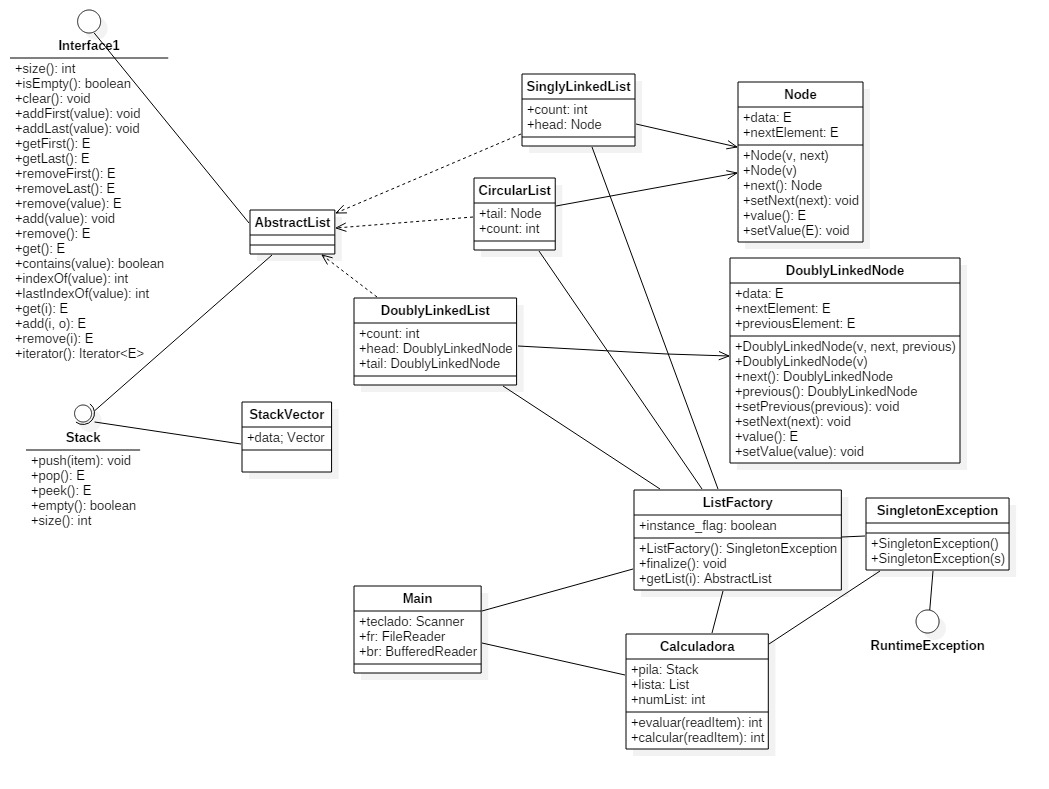 Interface1
+size(): int
+isEmpty(): boolean
+clear(): void
+addFirst(value): void
+addLast(value): void
+getFirst(): E
+getLast(): E
+removeFirst(): E
+removeLast(): E
+remove(value): E
+add(value): void
+remove(): E
+get(): E
+contains(value): boolean
+indexOf(value): int
+lastIndexOf(value): int
+get(i): E
+add(i, o): E
+remove(i): E
+iterator(): Iterator<E>
Stack
+push(item): void
+pop(): E
+peek(): E
+empty(): boolean
+size(): int
AbstractList
StackVector
+data; Vector
SinglyLinkedList
+count: int
+head: Node
CircularList
+tail: Node
+count: int
DoublyLinkedList
+count: int
+head: DoublyLinkedNode
+tail: DoublyLinkedNode
Node
+data: E
+nextElement: E
+Node(v, next)
+Node(v)
+next(): Node
+setNext(next): void
+value(): E
+setValue(E): void
DoublyLinkedNode
+data: E
+nextElement: E
+previousElement: E
+DoublyLinkedNode(v, next, previous)
+DoublyLinkedNode(v)
+next(): DoublyLinkedNode
+previous(): DoublyLinkedNode
+setPrevious(previous): void
+setNext(next): void
+value(): E
+setValue(value): void
ListFactory
+instance_flag: boolean
+ListFactory(): SingletonException
+finalize(): void
+getList(i): AbstractList
SingletonException
+SingletonException()
+SingletonException(s)
RuntimeException
Main
+teclado: Scanner
+fr: FileReader
+br: BufferedReader
Calculadora
+pila: Stack
+lista: List
+numList: int
+evaluar(readItem): int
+calcular(readItem): int